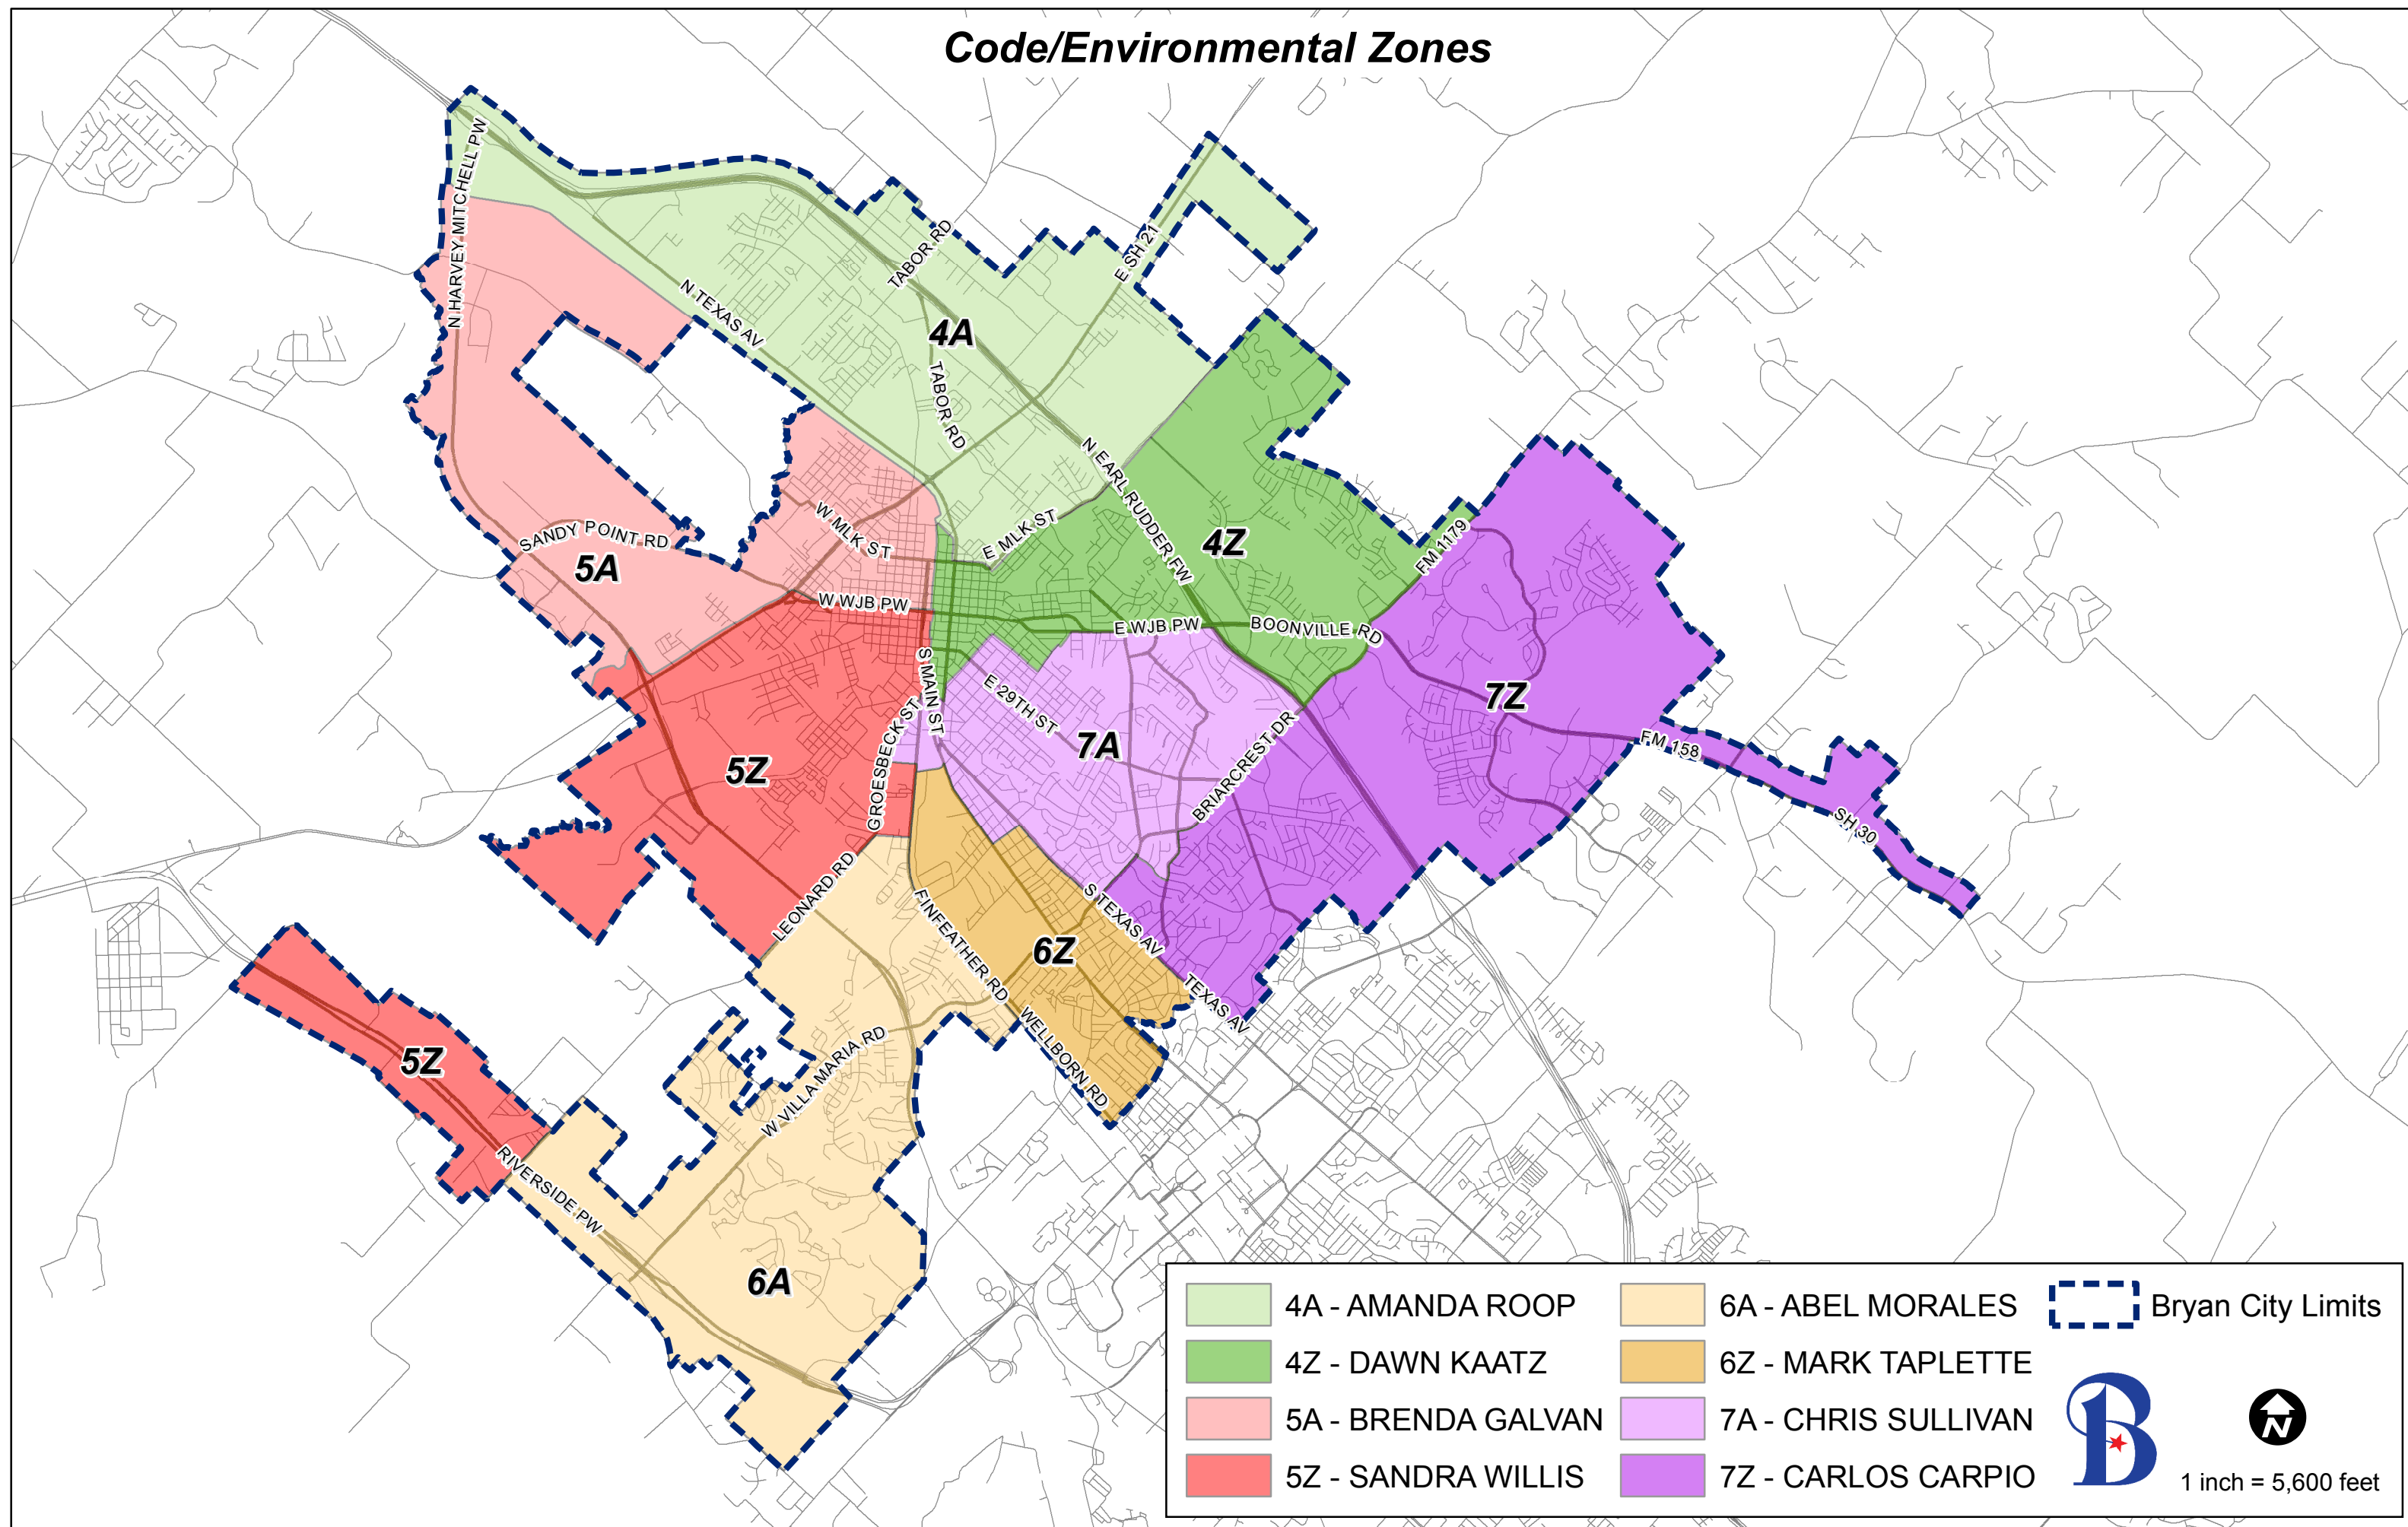 Code/Environmental Zones
N HARVEY MITCHELL PW
TABOR RD
E SH 21
N TEXAS AV
4A
TABOR RD
N EARL RUDDER FW
W MLK ST
E MLK ST
SANDY POINT RD
4Z
FM 1179
5A
W WJB PW
E WJB PW
BOONVILLE RD
S MAIN ST
E 29TH ST
7Z
GROESBECK ST
7A
BRIARCREST DR
FM 158
5Z
SH 30
LEONARD RD
FINFEATHER RD
S TEXAS AV
6Z
TEXAS AV
WELLBORN RD
5Z
W VILLA MARIA RD
RIVERSIDE PW
6A
4A - AMANDA ROOP
4Z - DAWN KAATZ
5A - BRENDA GALVAN
5Z - SANDRA WILLIS
6A - ABEL MORALES
6Z - MARK TAPLETTE
7A - CHRIS SULLIVAN
7Z - CARLOS CARPIO
Bryan City Limits
B
N
1 inch = 5,600 feet